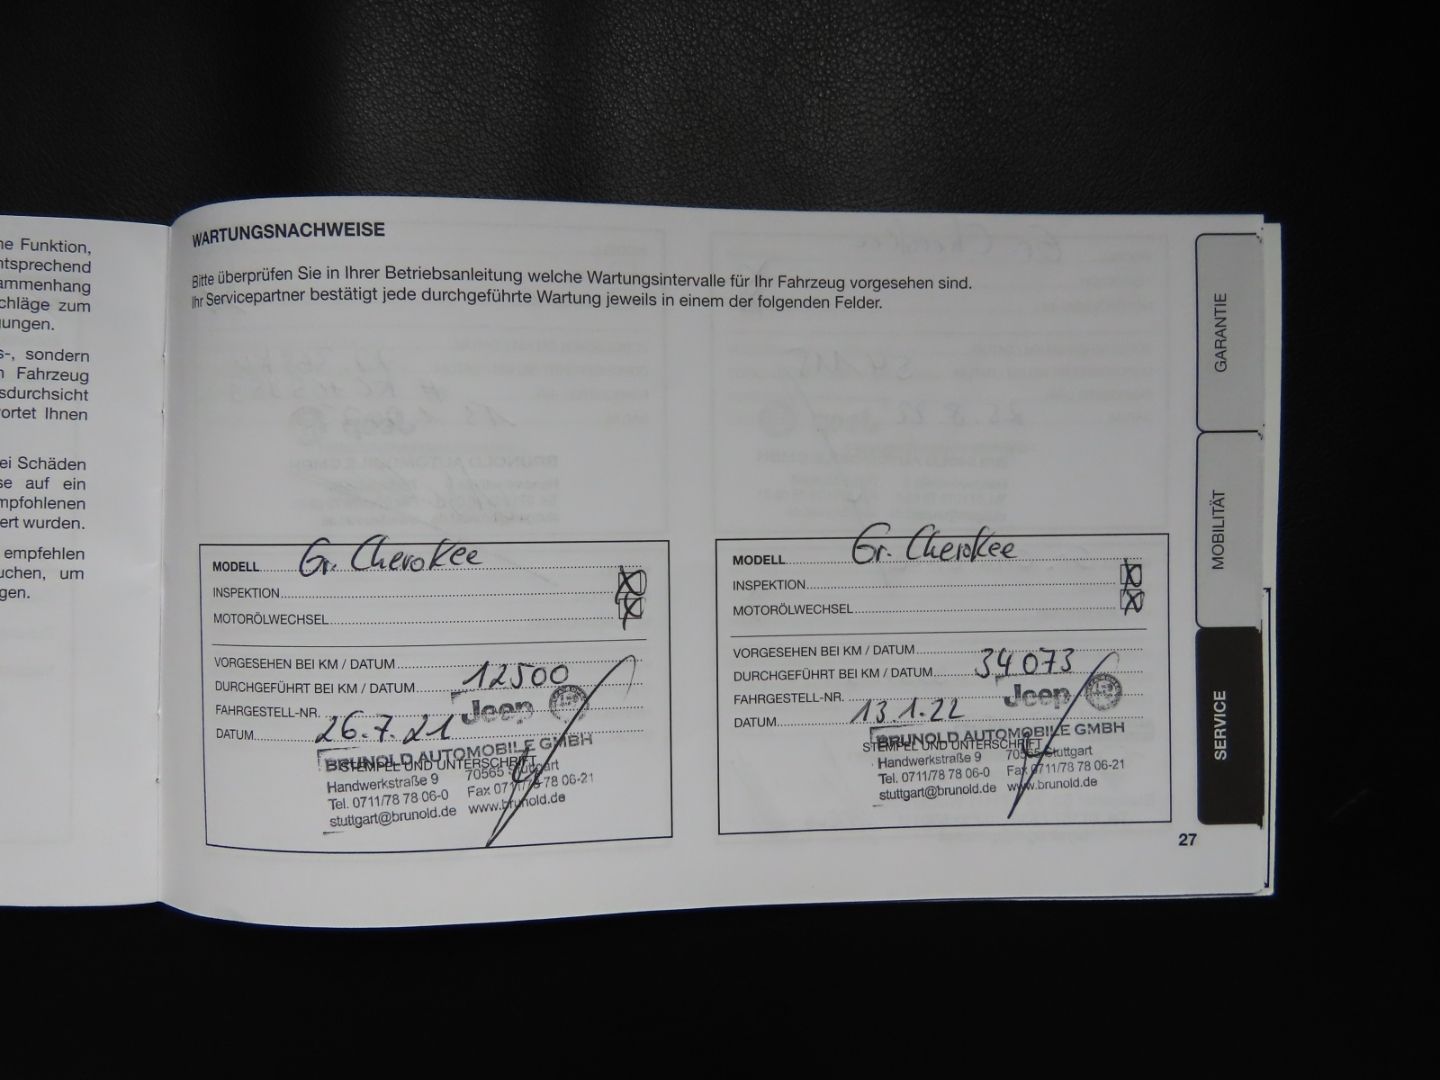 ne Funktion,
ntsprechend
ammenhang
chläge zum
ungen.
s-, sondern
n Fahrzeug
sdurchsicht
ortet Ihnen
ei Schäden
se auf ein
mpfohlenen
ert wurden.
empfehlen
uchen, um
gen.
WARTUNGSNACHWEISE
Bitte überprüfen Sie in Ihrer Betriebsanleitung welche Wartungsintervalle für Ihr Fahrzeug vorgesehen sind.
Ihr Servicepartner bestätigt jede durchgeführte Wartung jeweils in einem der folgenden Felder.
MODELL Gr. Cherokee
INSPEKTION X
MOTORÖLWECHSEL X
VORGESEHEN BEI KM / DATUM
DURCHGEFÜHRT BEI KM / DATUM 12500
FAHRGESTELL-NR. Jeep
DATUM 26.7.21
BRUNOLD AUTOMOBILE GMBH
STEMPEL UND UNTERSCHRIFT
Handwerkstraße 9 70565 Stuttgart
Tel. 0711/78 78 06-0 Fax 0711/78 78 06-21
stuttgart@brunold.de www.brunold.de
MODELL Gr. Cherokee
INSPEKTION X
MOTORÖLWECHSEL X
VORGESEHEN BEI KM / DATUM
DURCHGEFÜHRT BEI KM / DATUM 34073
FAHRGESTELL-NR. Jeep
DATUM 13.1.22
BRUNOLD AUTOMOBILE GMBH
STEMPEL UND UNTERSCHRIFT
Handwerkstraße 9 70565 Stuttgart
Tel. 0711/78 78 06-0 Fax 0711/78 78 06-21
stuttgart@brunold.de www.brunold.de
27
GARANTIE
MOBILITÄT
SERVICE